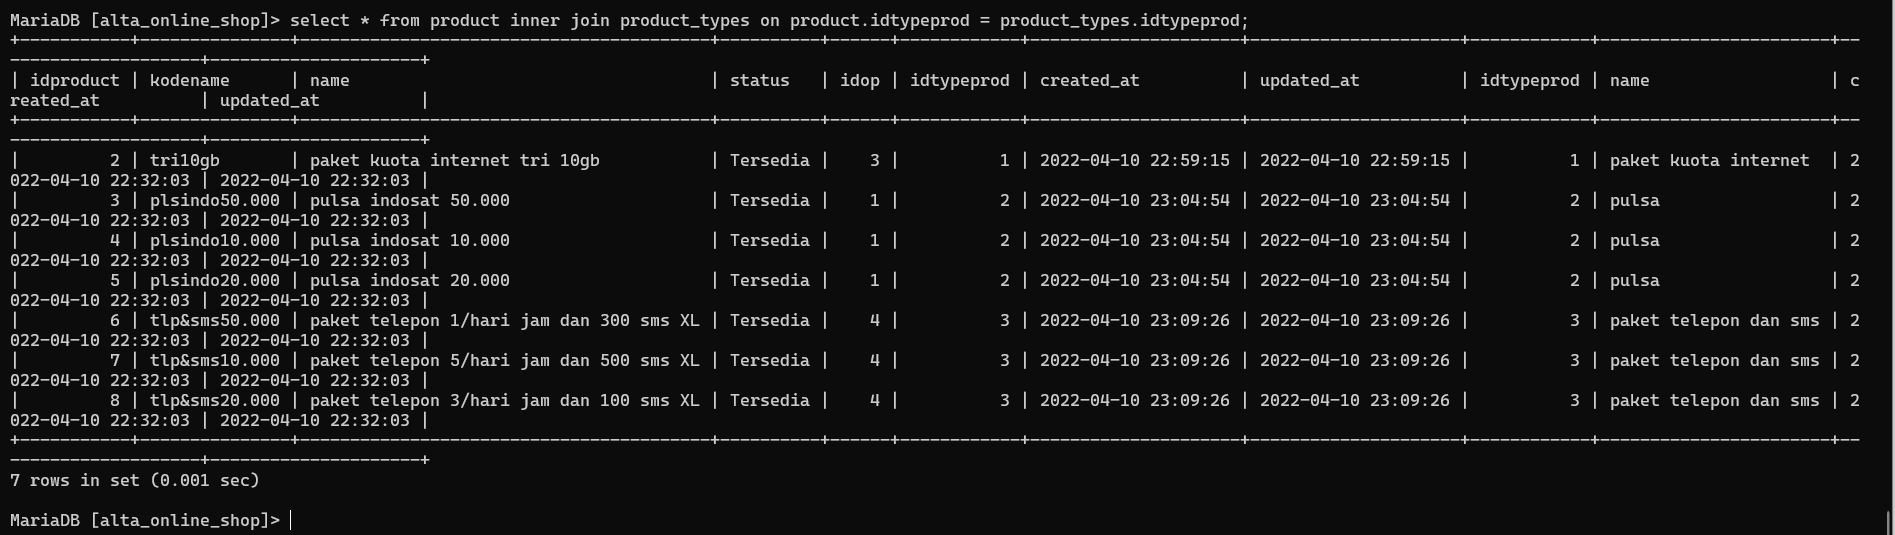 MariaDB [alta_online_shop]> select * from product inner join product_types on product.idtypeprod = product_types.idtypeprod;
+-----------+---------------+-----------------------------------------+----------+------+------------+---------------------+---------------------+------------+-----------------------+--
-------------------+---------------------+
| idproduct | kodename      | name                                    | status   | idop | idtypeprod | created_at          | updated_at          | idtypeprod | name                  | c
reated_at          | updated_at          |
+-----------+---------------+-----------------------------------------+----------+------+------------+---------------------+---------------------+------------+-----------------------+--
-------------------+---------------------+
|         2 | tri10gb       | paket kuota internet tri 10gb           | Tersedia |    3 |          1 | 2022-04-10 22:59:15 | 2022-04-10 22:59:15 |          1 | paket kuota internet  | 2
022-04-10 22:32:03 | 2022-04-10 22:32:03 |
|         3 | plsindo50.000 | pulsa indosat 50.000                    | Tersedia |    1 |          2 | 2022-04-10 23:04:54 | 2022-04-10 23:04:54 |          2 | pulsa                 | 2
022-04-10 22:32:03 | 2022-04-10 22:32:03 |
|         4 | plsindo10.000 | pulsa indosat 10.000                    | Tersedia |    1 |          2 | 2022-04-10 23:04:54 | 2022-04-10 23:04:54 |          2 | pulsa                 | 2
022-04-10 22:32:03 | 2022-04-10 22:32:03 |
|         5 | plsindo20.000 | pulsa indosat 20.000                    | Tersedia |    1 |          2 | 2022-04-10 23:04:54 | 2022-04-10 23:04:54 |          2 | pulsa                 | 2
022-04-10 22:32:03 | 2022-04-10 22:32:03 |
|         6 | tlp&sms50.000 | paket telepon 1/hari jam dan 300 sms XL | Tersedia |    4 |          3 | 2022-04-10 23:09:26 | 2022-04-10 23:09:26 |          3 | paket telepon dan sms | 2
022-04-10 22:32:03 | 2022-04-10 22:32:03 |
|         7 | tlp&sms10.000 | paket telepon 5/hari jam dan 500 sms XL | Tersedia |    4 |          3 | 2022-04-10 23:09:26 | 2022-04-10 23:09:26 |          3 | paket telepon dan sms | 2
022-04-10 22:32:03 | 2022-04-10 22:32:03 |
|         8 | tlp&sms20.000 | paket telepon 3/hari jam dan 100 sms XL | Tersedia |    4 |          3 | 2022-04-10 23:09:26 | 2022-04-10 23:09:26 |          3 | paket telepon dan sms | 2
022-04-10 22:32:03 | 2022-04-10 22:32:03 |
+-----------+---------------+-----------------------------------------+----------+------+------------+---------------------+---------------------+------------+-----------------------+--
-------------------+---------------------+
7 rows in set (0.001 sec)
MariaDB [alta_online_shop]>